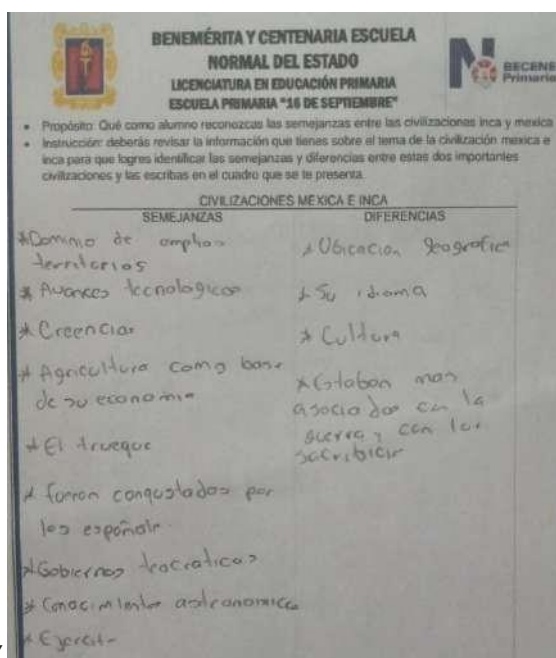 BENEMÉRITA Y CENTENARIA ESCUELA
NORMAL DEL ESTADO
LICENCIATURA EN EDUCACIÓN PRIMARIA
ESCUELA PRIMARIA "16 DE SEPTIEMBRE"
BECENE
Primaria
• Propósito: Qué como alumno reconozcas las semejanzas entre las civilizaciones inca y mexica
• Instrucción: deberás revisar la información que tienes sobre el tema de la civilización mexica e
inca para que logres identificar las semejanzas y diferencias entre estas dos importantes
civilizaciones y las escribas en el cuadro que se te presenta.
CIVILIZACIONES MEXICA E INCA
SEMEJANZAS
* Dominio de amplios
territorios
* Avances tecnologicos
* Creencias
* Agricultura como base
de su economia
* El trueque
* fueron conqustados por
los español
* Gobiernos teocraticas
* Conocimientos astronomicos
* Ejercito
DIFERENCIAS
* Ubicacion geografica
* Su idioma
* Cultura
* Estaban mas
asociados con la
guerra y con los